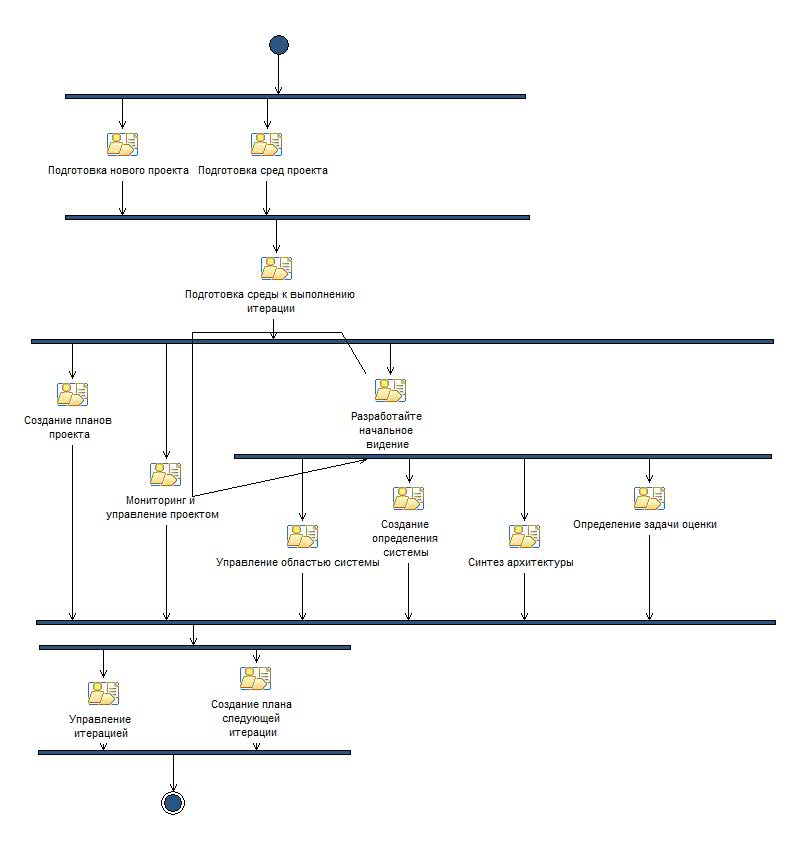 Подготовка нового проекта
Подготовка сред проекта
Подготовка среды к выполнению
итерации
Создание планов
проекта
Разработайте
начальное
видение
Мониторинг и
управление проектом
Управление областью системы
Создание
определения
системы
Синтез архитектуры
Определение задачи оценки
Управление
итерацией
Создание плана
следующей
итерации